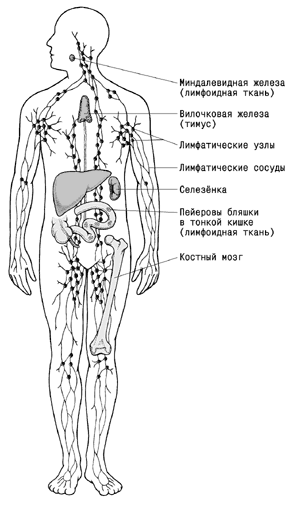 Миндалевидная железа
(лимфоидная ткань)
Вилочковая железа
(тимус)
Лимфатические узлы
Лимфатические сосуды
Селезёнка
Пейеровы бляшки
в тонкой кишке
(лимфоидная ткань)
Костный мозг